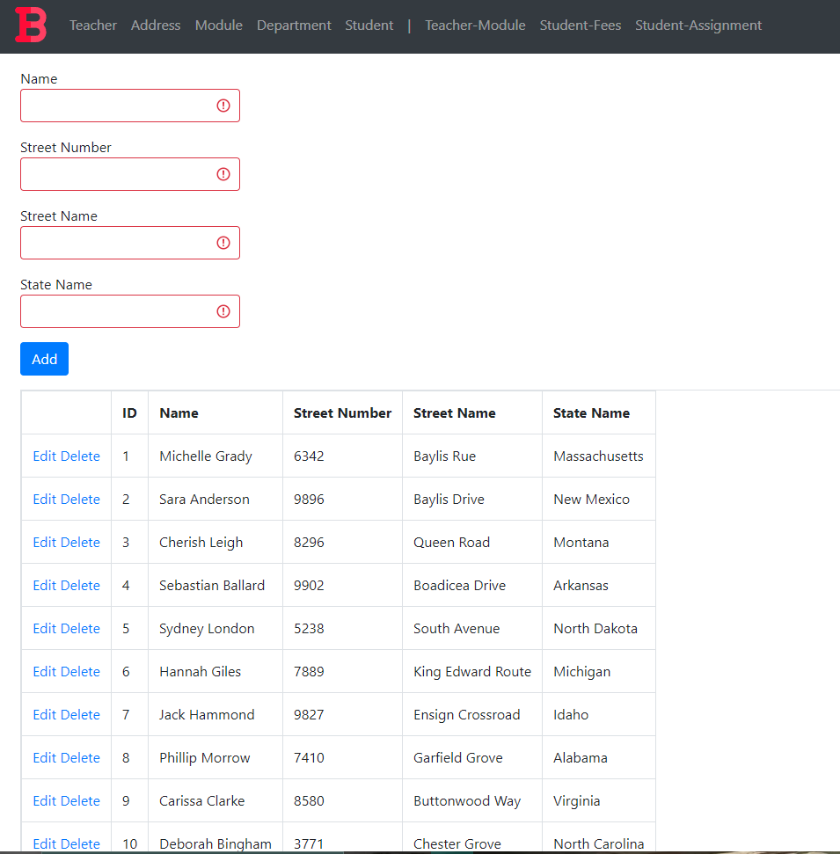 B Teacher Address Module Department Student | Teacher-Module Student-Fees Student-Assignment
Name
Street Number
Street Name
State Name
Add
ID Name Street Number Street Name State Name
Edit Delete 1 Michelle Grady 6342 Baylis Rue Massachusetts
Edit Delete 2 Sara Anderson 9896 Baylis Drive New Mexico
Edit Delete 3 Cherish Leigh 8296 Queen Road Montana
Edit Delete 4 Sebastian Ballard 9902 Boadicea Drive Arkansas
Edit Delete 5 Sydney London 5238 South Avenue North Dakota
Edit Delete 6 Hannah Giles 7889 King Edward Route Michigan
Edit Delete 7 Jack Hammond 9827 Ensign Crossroad Idaho
Edit Delete 8 Phillip Morrow 7410 Garfield Grove Alabama
Edit Delete 9 Carissa Clarke 8580 Buttonwood Way Virginia
Edit Delete 10 Deborah Bingham 3771 Chester Grove North Carolina